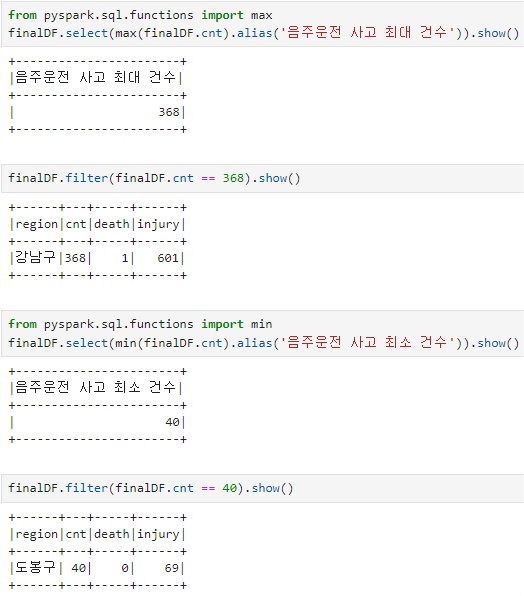 from pyspark.sql.functions import max
finalDF.select(max(finalDF.cnt).alias('음주운전 사고 최대 건수')).show()
+----------------------+
|음주운전 사고 최대 건수|
+----------------------+
|                   368|
+----------------------+
finalDF.filter(finalDF.cnt == 368).show()
+------+---+-----+------+
|region|cnt|death|injury|
+------+---+-----+------+
|강남구|368|    1|   601|
+------+---+-----+------+
from pyspark.sql.functions import min
finalDF.select(min(finalDF.cnt).alias('음주운전 사고 최소 건수')).show()
+----------------------+
|음주운전 사고 최소 건수|
+----------------------+
|                    40|
+----------------------+
finalDF.filter(finalDF.cnt == 40).show()
+------+---+-----+------+
|region|cnt|death|injury|
+------+---+-----+------+
|도봉구| 40|    0|    69|
+------+---+-----+------+